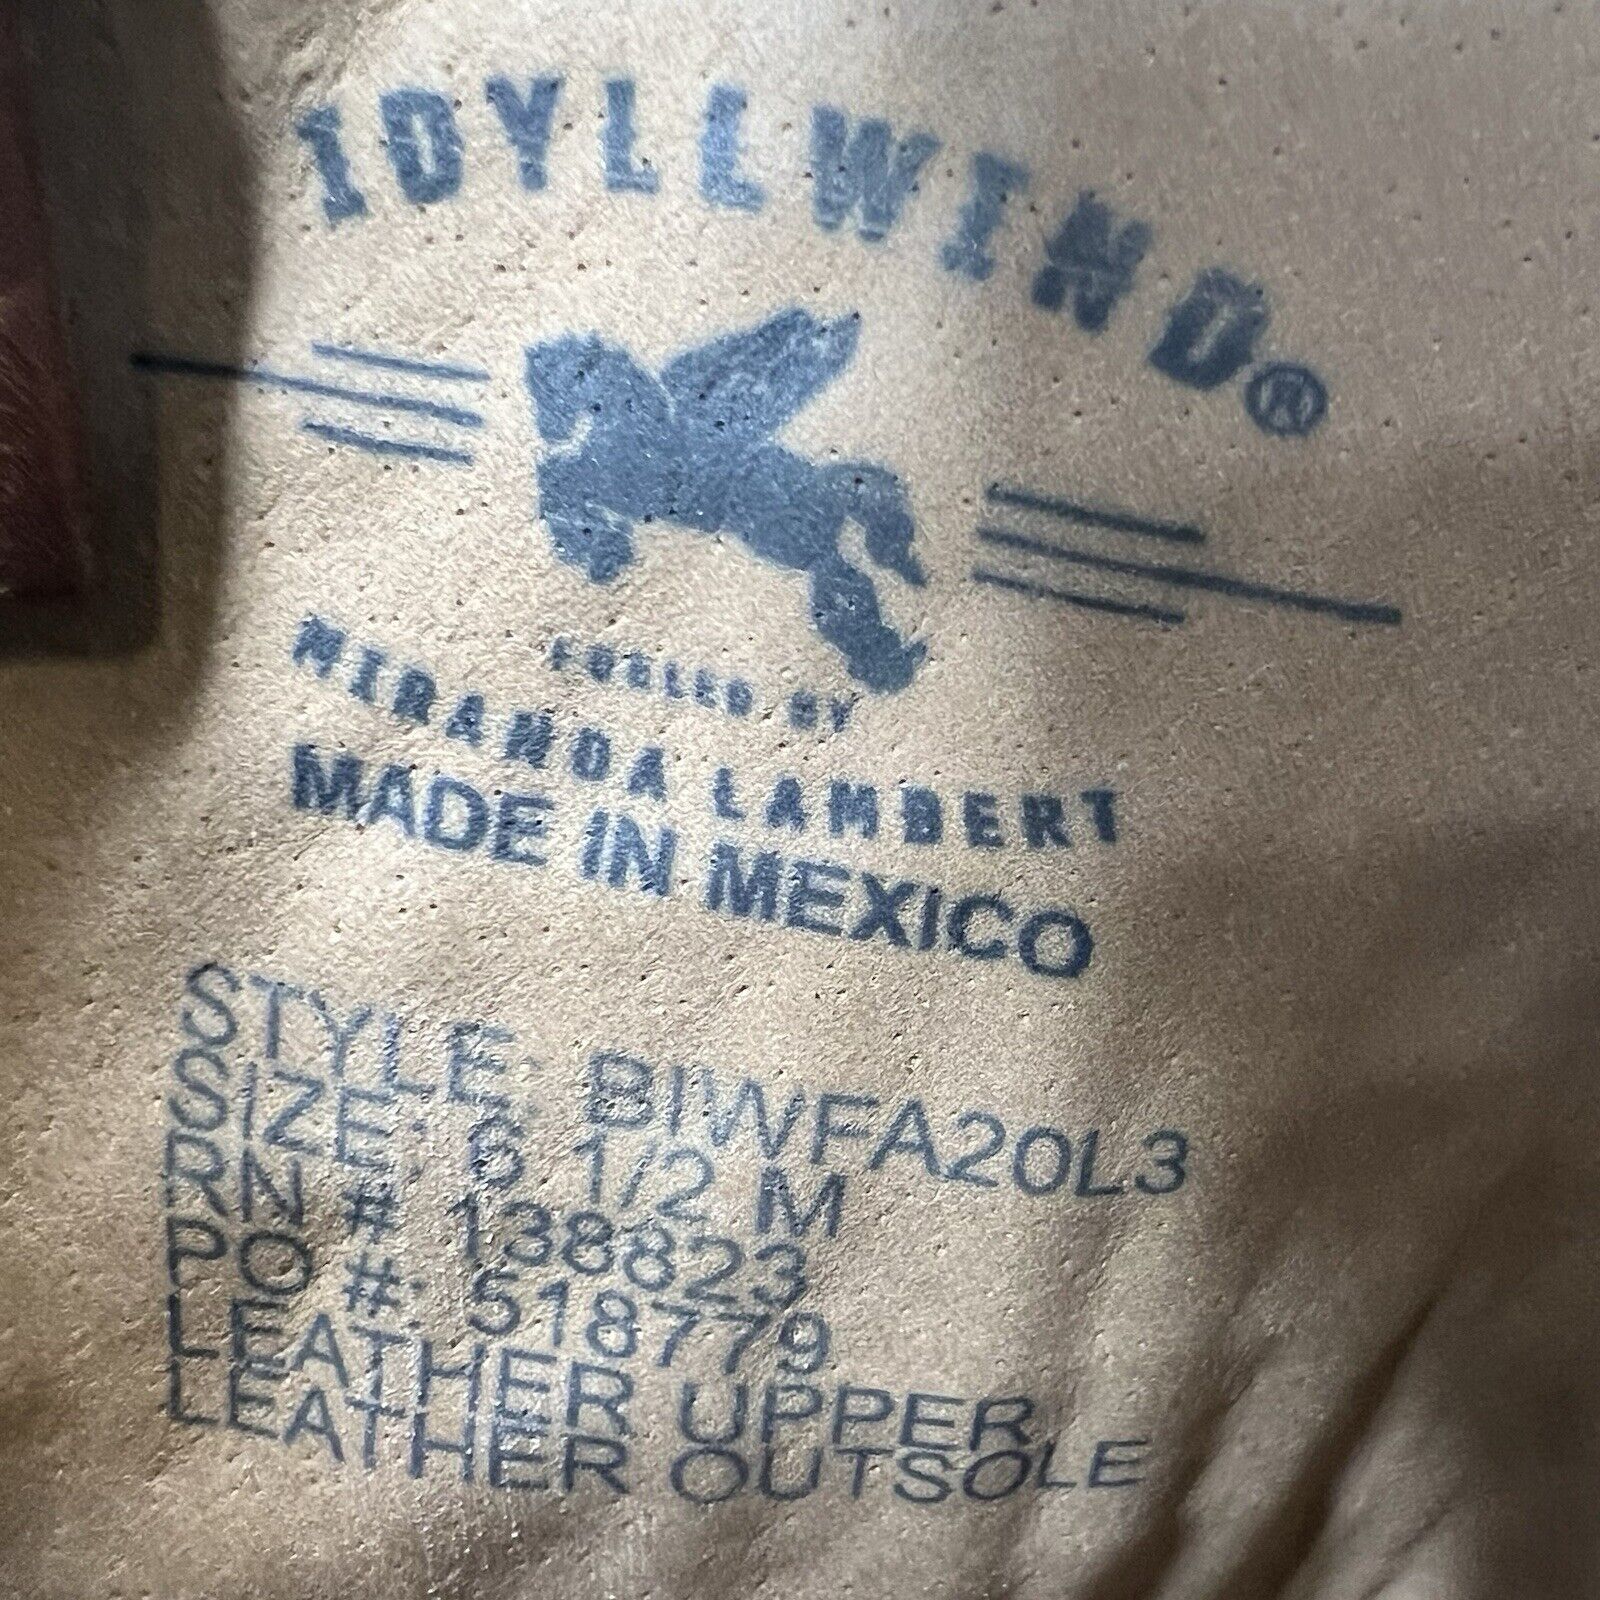 IDYLLWIND®
FUELED BY
MIRANDA LAMBERT
MADE IN MEXICO
STYLE: BIWFA20L3
SIZE: 6 1/2 M
RN #: 138823
PO #: 518779
LEATHER UPPER
LEATHER OUTSOLE